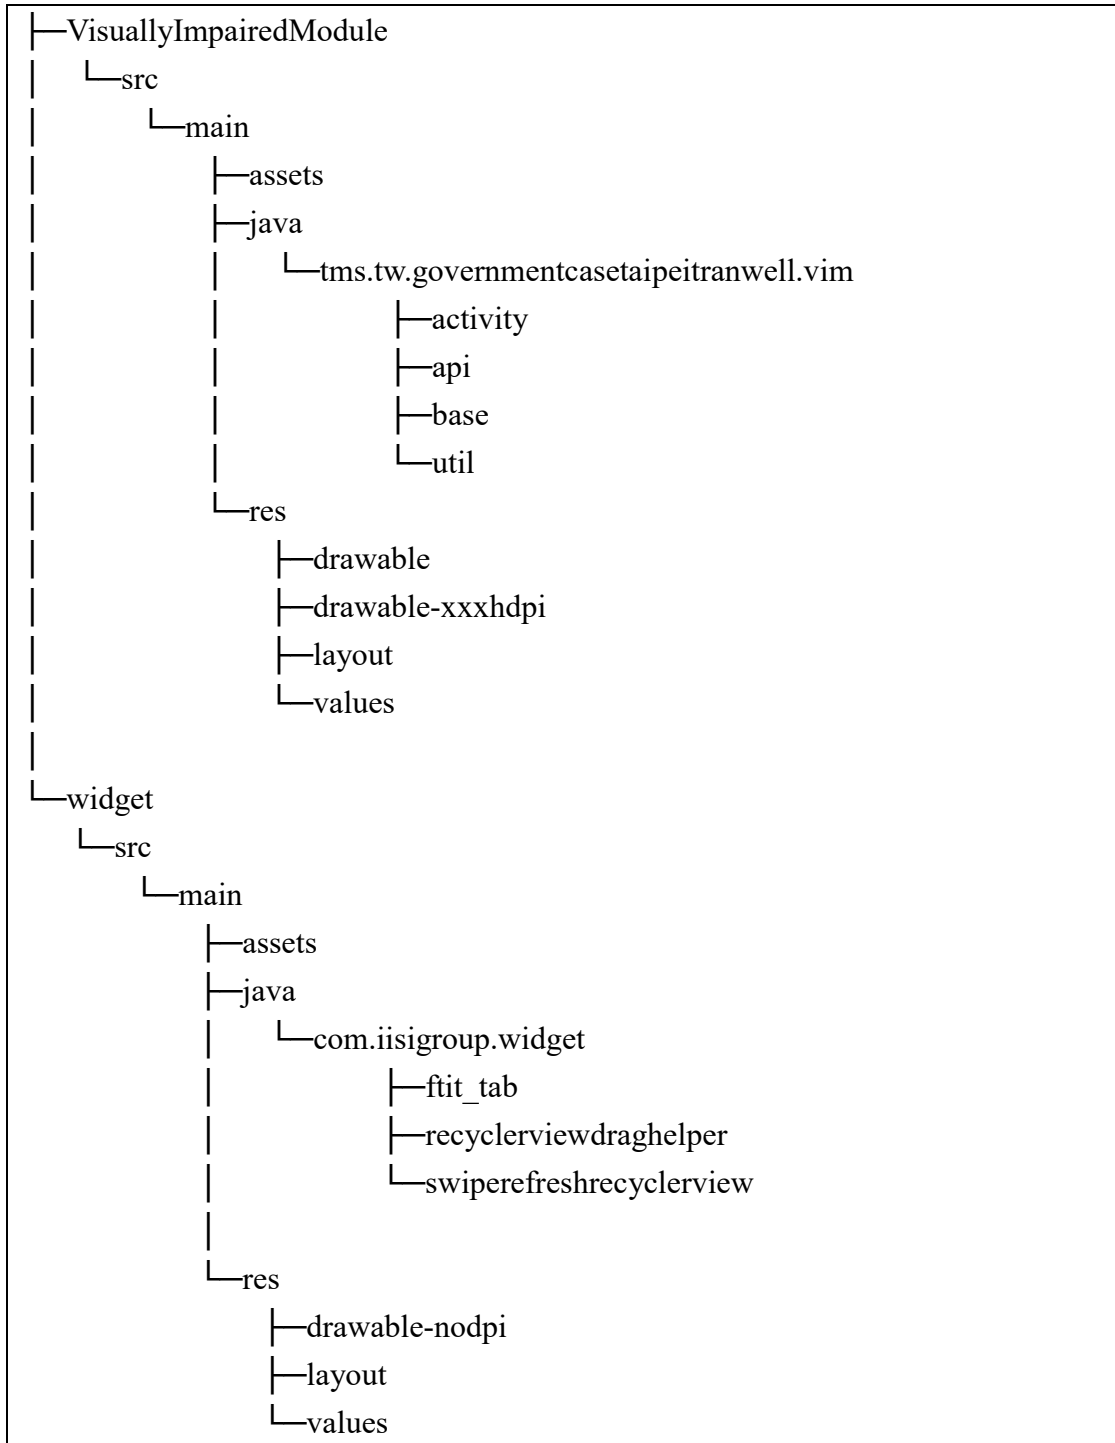 ├─VisuallyImpairedModule
│ └─src
│ └─main
│ ├─assets
│ ├─java
│ │ └─tms.tw.governmentcasetaipeitranwell.vim
│ │ ├─activity
│ │ ├─api
│ │ ├─base
│ │ └─util
│ └─res
│ ├─drawable
│ ├─drawable-xxxhdpi
│ ├─layout
│ └─values
│
└─widget
└─src
└─main
├─assets
├─java
│ └─com.iisigroup.widget
│ ├─ftit_tab
│ ├─recyclerviewdraghelper
│ └─swiperefreshrecyclerview
│
└─res
├─drawable-nodpi
├─layout
└─values